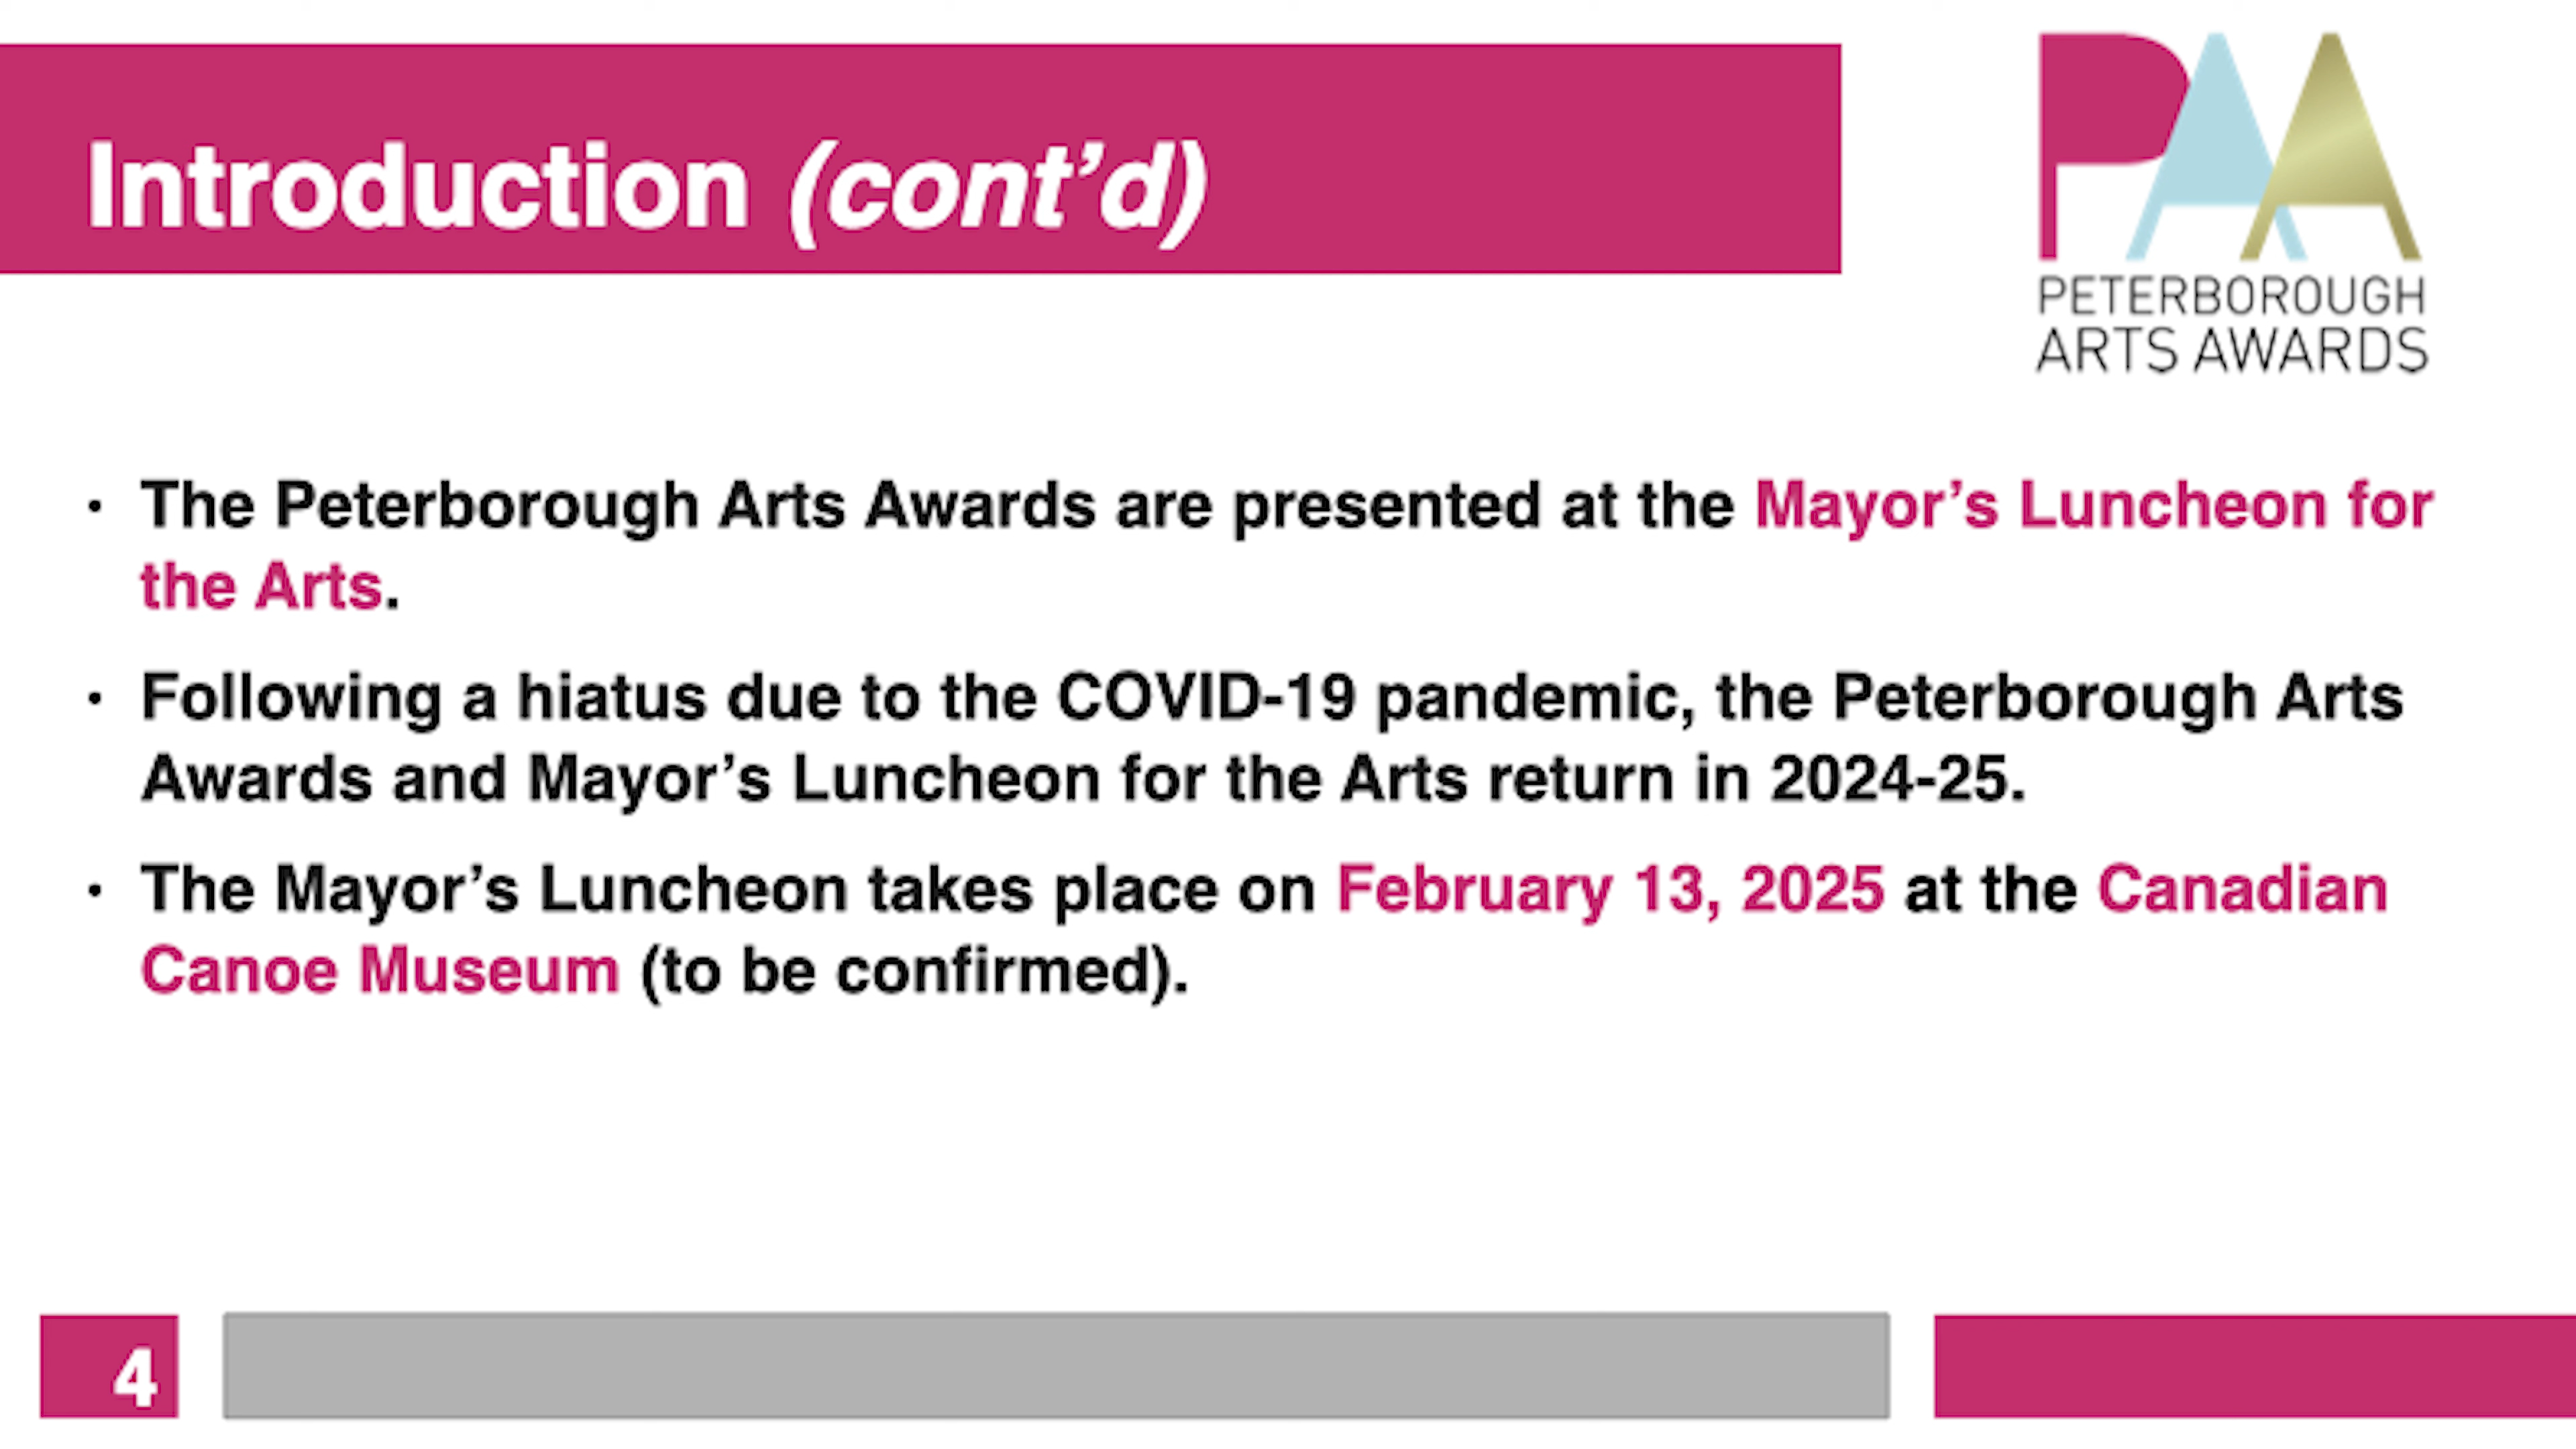 Introduction (cont’d)
PAA
PETERBOROUGH
ARTS AWARDS
· The Peterborough Arts Awards are presented at the Mayor’s Luncheon for
the Arts.
· Following a hiatus due to the COVID-19 pandemic, the Peterborough Arts
Awards and Mayor’s Luncheon for the Arts return in 2024-25.
· The Mayor’s Luncheon takes place on February 13, 2025 at the Canadian
Canoe Museum (to be confirmed).
4